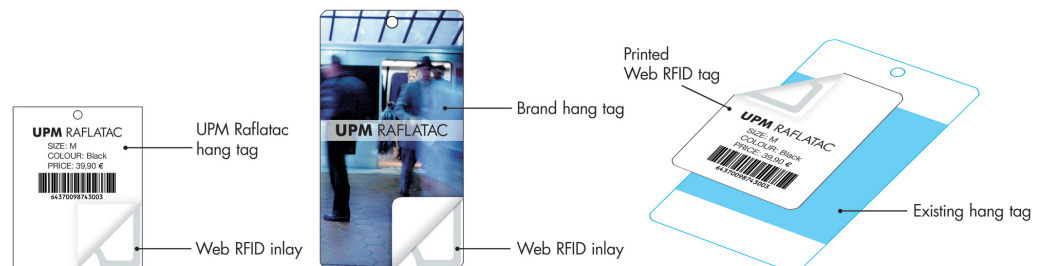 UPM RAFLATAC
SIZE: M
COLOUR: Black
PRICE: 39,90 €
64370098743003
UPM Raflatac
hang tag
Web RFID inlay
UPM RAFLATAC
Brand hang tag
Web RFID inlay
Printed
Web RFID tag
UPM RAFLATAC
SIZE: M
COLOUR: Black
PRICE: 39,90 €
64370098743003
Existing hang tag